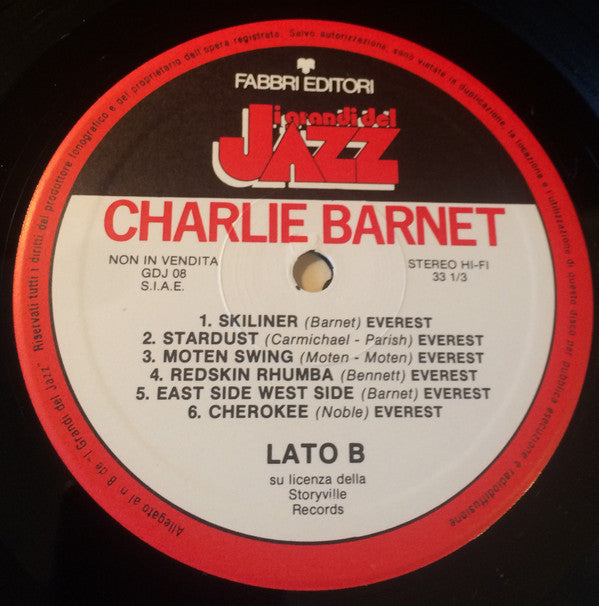 Riservati tutti i diritti del produttore fonografico e del proprietario dell'opera registrata. Salvo autorizzazione, sono vietate la duplicazione, la locazione e l'utilizzazione di questo disco per pubblica esecuzione e radiodiffusione
FABBRI EDITORI
i grandi del
JAZZ
CHARLIE BARNET
NON IN VENDITA
GDJ 08
S.I.A.E.
STEREO HI-FI
33 1/3
1. SKILINER (Barnet) EVEREST
2. STARDUST (Carmichael - Parish) EVEREST
3. MOTEN SWING (Moten - Moten) EVEREST
4. REDSKIN RHUMBA (Bennett) EVEREST
5. EAST SIDE WEST SIDE (Barnet) EVEREST
6. CHEROKEE (Noble) EVEREST
LATO B
su licenza della
Storyville
Records
Allegato al n. 8 de "I Grandi del Jazz"